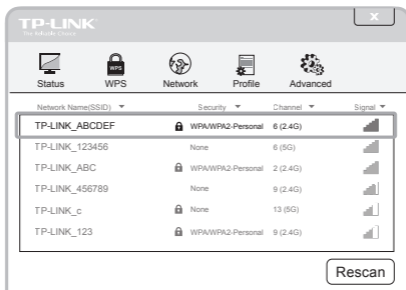 TP-LINK
The Reliable Choice
X
WPS
Status WPS Network Profile Advanced
Network Name(SSID) Security Channel Signal
TP-LINK_ABCDEF WPA/WPA2-Personal 6 (2.4G)
TP-LINK_123456 None 6 (5G)
TP-LINK_ABC WPA/WPA2-Personal 2 (2.4G)
TP-LINK_456789 None 9 (2.4G)
TP-LINK_c None 13 (5G)
TP-LINK_123 WPA/WPA2-Personal 9 (2.4G)
Rescan